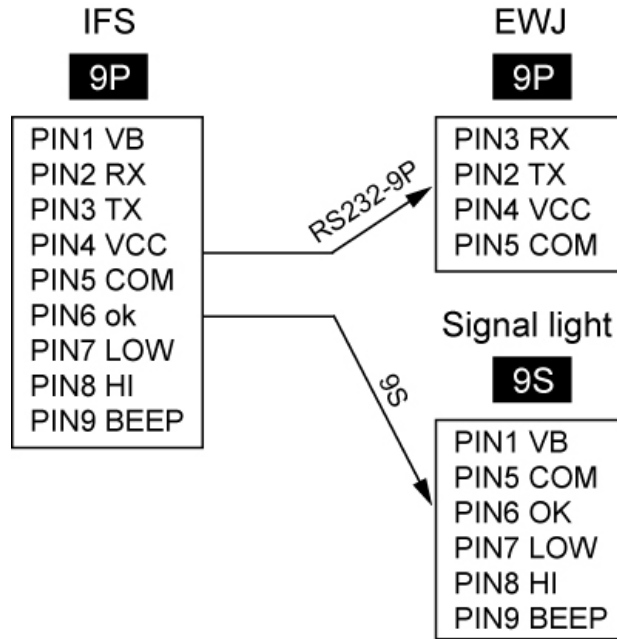 IFS
9P
PIN1 VB
PIN2 RX
PIN3 TX
PIN4 VCC
PIN5 COM
PIN6 ok
PIN7 LOW
PIN8 HI
PIN9 BEEP
RS232-9P
9S
EWJ
9P
PIN3 RX
PIN2 TX
PIN4 VCC
PIN5 COM
Signal light
9S
PIN1 VB
PIN5 COM
PIN6 OK
PIN7 LOW
PIN8 HI
PIN9 BEEP